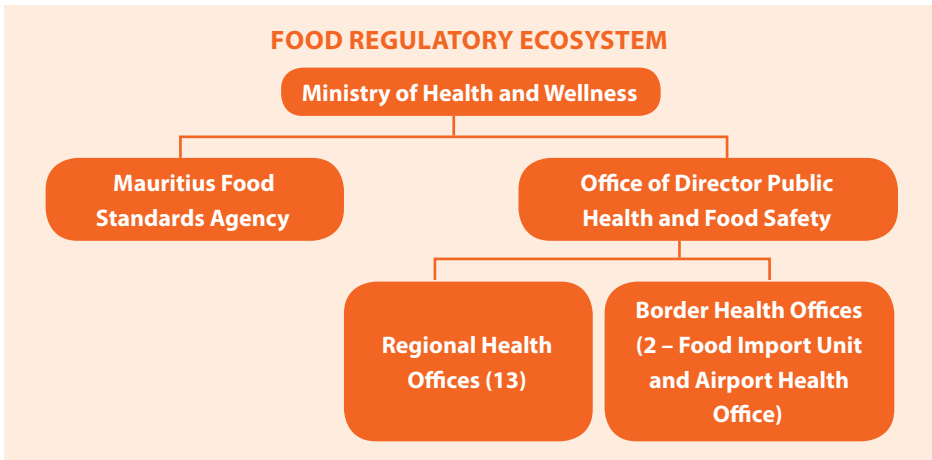 FOOD REGULATORY ECOSYSTEM
Ministry of Health and Wellness
Mauritius Food
Standards Agency
Office of Director Public
Health and Food Safety
Regional Health
Offices (13)
Border Health Offices
(2 – Food Import Unit
and Airport Health
Office)